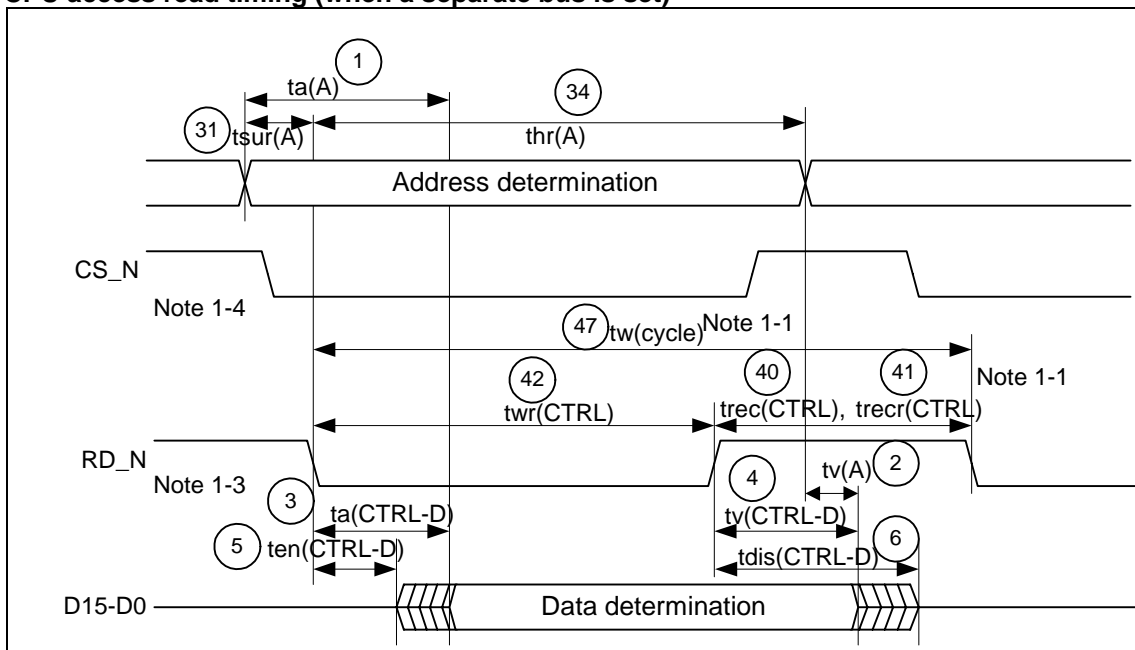 CPU access read timing (when a separate bus is set)
1
ta(A)
34
31
tsur(A)
thr(A)
Address determination
CS_N
Note 1-4
47
tw(cycle)
Note 1-1
42
40
41
Note 1-1
twr(CTRL)
trec(CTRL), trecr(CTRL)
RD_N
Note 1-3
3
4
tv(A)
2
ta(CTRL-D)
tv(CTRL-D)
5
ten(CTRL-D)
6
tdis(CTRL-D)
D15-D0
Data determination